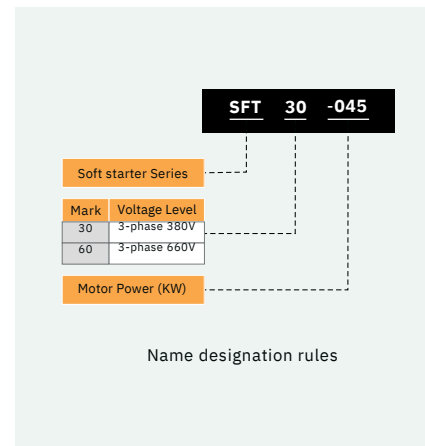 SFT 30 -045
Soft starter Series
Mark Voltage Level
30 3-phase 380V
60 3-phase 660V
Motor Power (KW)
Name designation rules